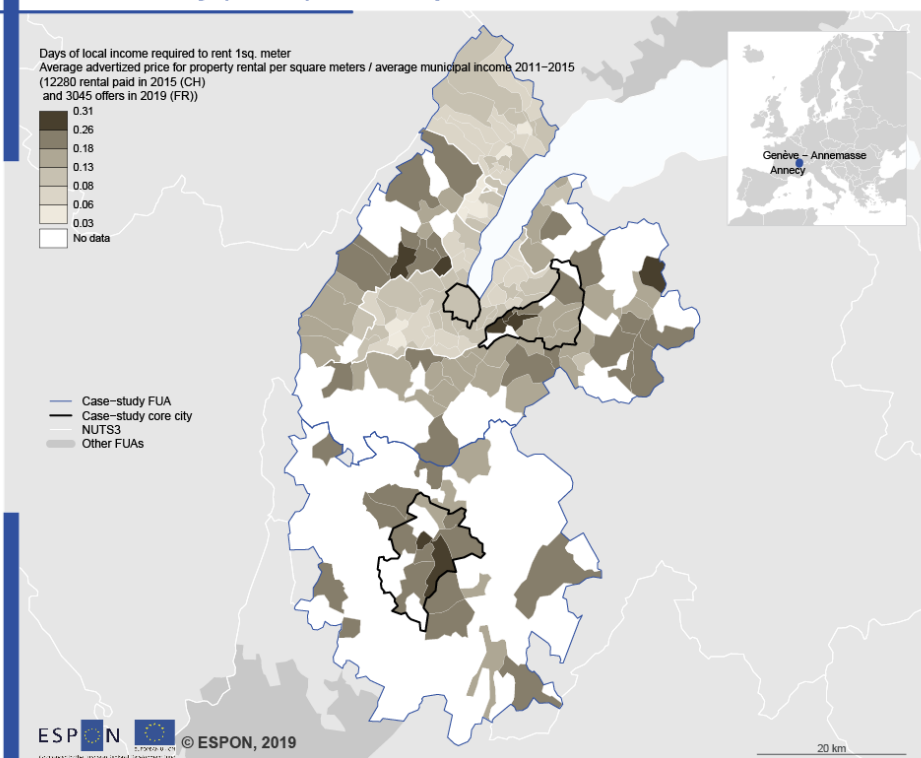 Days of local income required to rent 1sq. meter
Average advertized price for property rental per square meters / average municipal income 2011−2015
(12280 rental paid in 2015 (CH)
and 3045 offers in 2019 (FR))
0.31
0.26
0.18
0.13
0.08
0.06
0.03
No data
Genève − Annemasse
Annecy
Case−study FUA
Case−study core city
NUTS3
Other FUAs
ESPON
© ESPON, 2019
20 km